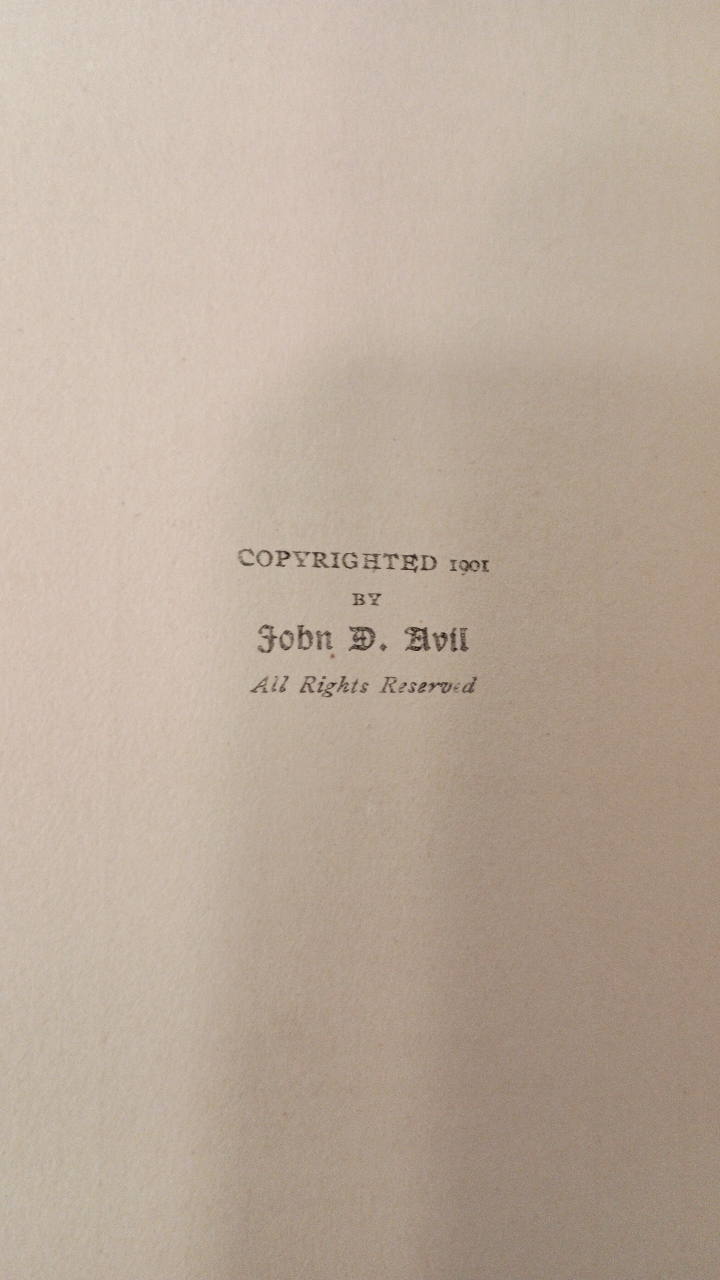 COPYRIGHTED 1901
BY
John D. Avil
All Rights Reserved